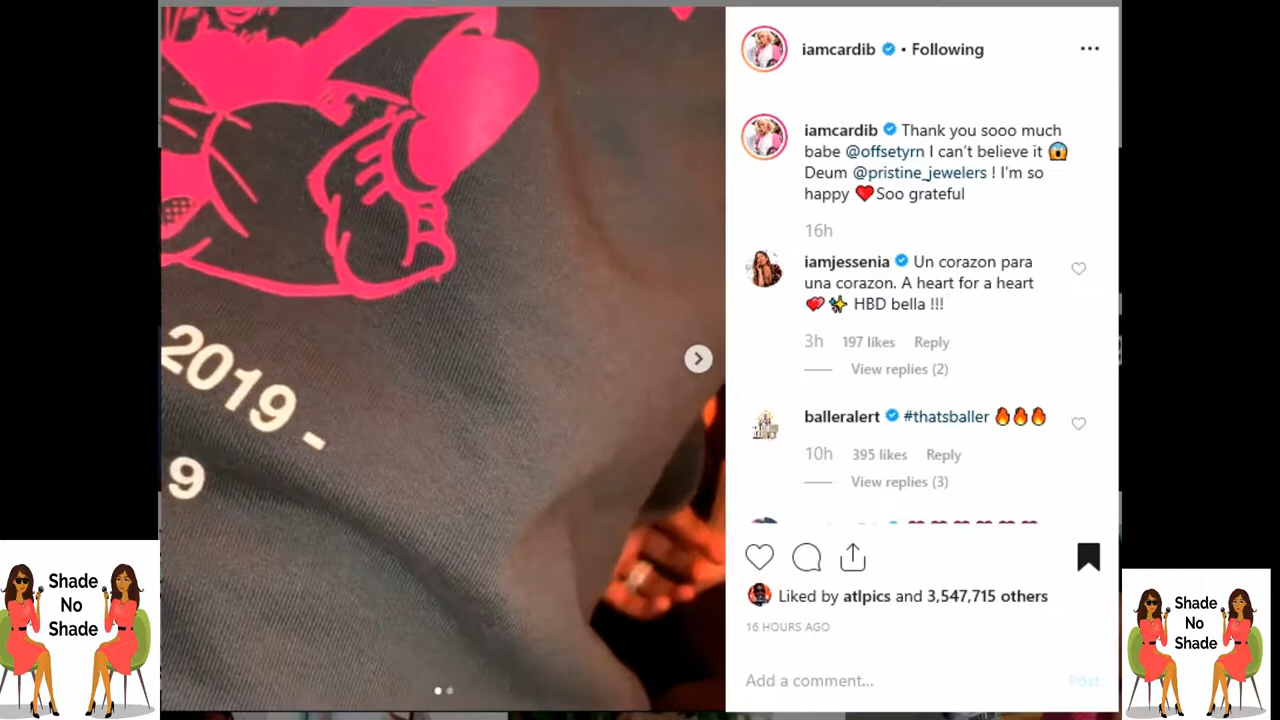 2019 -
9
iamcardib • Following
iamcardib Thank you sooo much
babe @offsetyrn I can't believe it 😱
Deum @pristine_jewelers ! I'm so
happy ❤️Soo grateful
16h
iamjessenia Un corazon para
una corazon. A heart for a heart
💕✨ HBD bella !!!
3h 197 likes Reply
View replies (2)
balleralert #thatsballer 🔥🔥🔥
10h 395 likes Reply
View replies (3)
Liked by atlpics and 3,547,715 others
16 HOURS AGO
Add a comment... Post
Shade
No
Shade
Shade
No
Shade